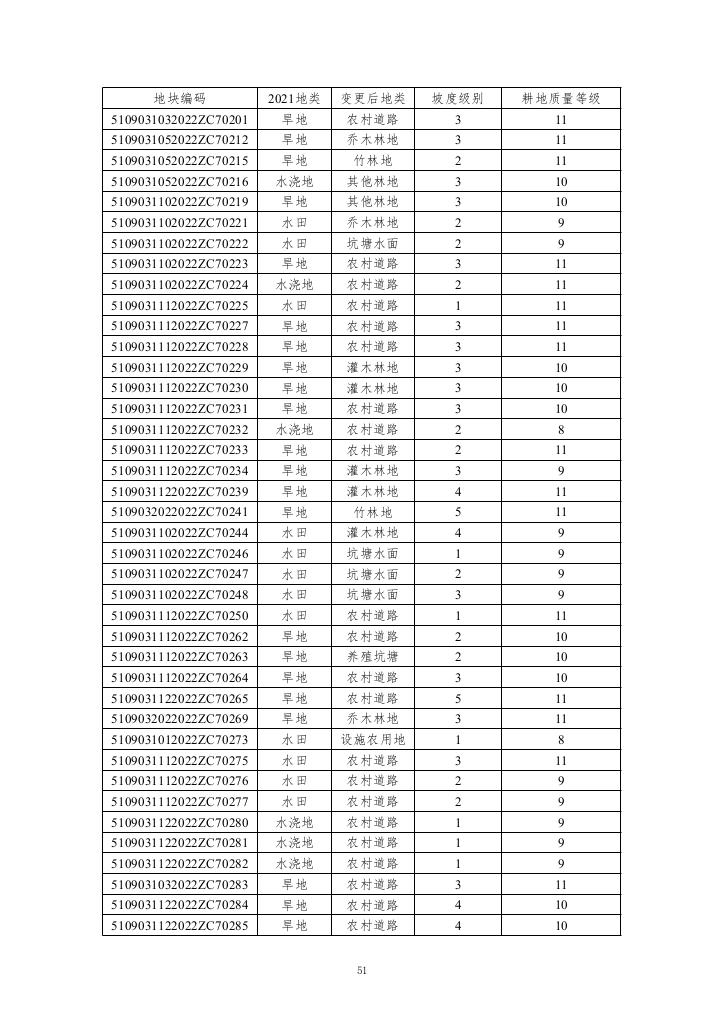 地块编码 2021地类 变更后地类 坡度级别 耕地质量等级
5109031032022ZC70201 旱地 农村道路 3 11
5109031052022ZC70212 旱地 乔木林地 3 11
5109031052022ZC70215 旱地 竹林地 2 11
5109031052022ZC70216 水浇地 其他林地 3 10
5109031102022ZC70219 旱地 其他林地 3 10
5109031102022ZC70221 水田 乔木林地 2 9
5109031102022ZC70222 水田 坑塘水面 2 9
5109031102022ZC70223 旱地 农村道路 3 11
5109031102022ZC70224 水浇地 农村道路 2 11
5109031112022ZC70225 水田 农村道路 1 11
5109031112022ZC70227 旱地 农村道路 3 11
5109031112022ZC70228 旱地 农村道路 3 11
5109031112022ZC70229 旱地 灌木林地 3 10
5109031112022ZC70230 旱地 灌木林地 3 10
5109031112022ZC70231 旱地 农村道路 3 10
5109031112022ZC70232 水浇地 农村道路 2 8
5109031112022ZC70233 旱地 农村道路 2 11
5109031112022ZC70234 旱地 灌木林地 3 9
5109031122022ZC70239 旱地 灌木林地 4 11
5109032022022ZC70241 旱地 竹林地 5 11
5109031102022ZC70244 水田 灌木林地 4 9
5109031102022ZC70246 水田 坑塘水面 1 9
5109031102022ZC70247 水田 坑塘水面 2 9
5109031102022ZC70248 水田 坑塘水面 3 9
5109031112022ZC70250 水田 农村道路 1 11
5109031112022ZC70262 旱地 农村道路 2 10
5109031112022ZC70263 旱地 养殖坑塘 2 10
5109031112022ZC70264 旱地 农村道路 3 10
5109031122022ZC70265 旱地 农村道路 5 11
5109032022022ZC70269 旱地 乔木林地 3 11
5109031012022ZC70273 水田 设施农用地 1 8
5109031112022ZC70275 水田 农村道路 3 11
5109031112022ZC70276 水田 农村道路 2 9
5109031112022ZC70277 水田 农村道路 2 9
5109031122022ZC70280 水浇地 农村道路 1 9
5109031122022ZC70281 水浇地 农村道路 1 9
5109031122022ZC70282 水浇地 农村道路 1 9
5109031032022ZC70283 旱地 农村道路 3 11
5109031122022ZC70284 旱地 农村道路 4 10
5109031122022ZC70285 旱地 农村道路 4 10
51